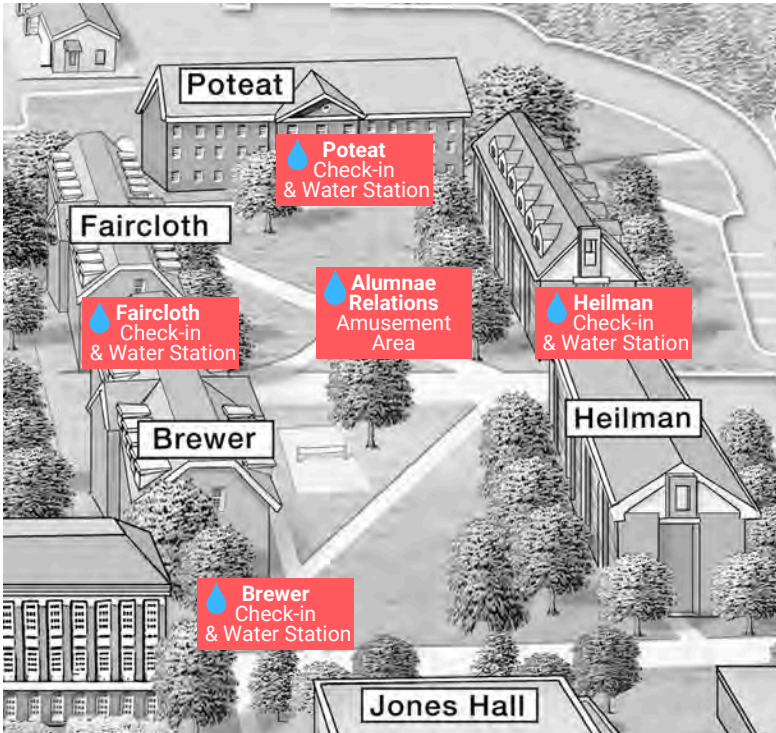 Poteat
Poteat
Check-in
& Water Station
Faircloth
Alumnae
Relations
Amusement
Area
Faircloth
Check-in
& Water Station
Heilman
Check-in
& Water Station
Brewer
Heilman
Brewer
Check-in
& Water Station
Jones Hall